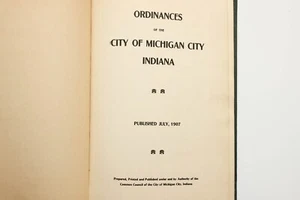 ORDINANCES
OF THE
CITY OF MICHIGAN CITY
INDIANA
PUBLISHED JULY, 1907
Prepared, Printed and Published under and by Authority of the
Common Council of the City of Michigan City, Indiana